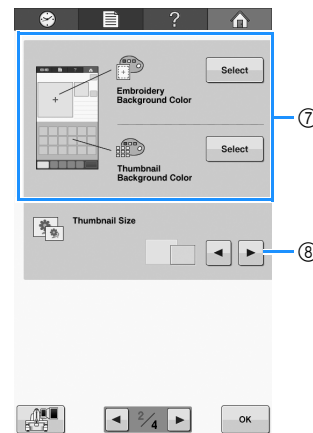 ?
Select
Embroidery
Background Color
⑦
Select
Thumbnail
Background Color
Thumbnail Size
⑧
2/4
OK